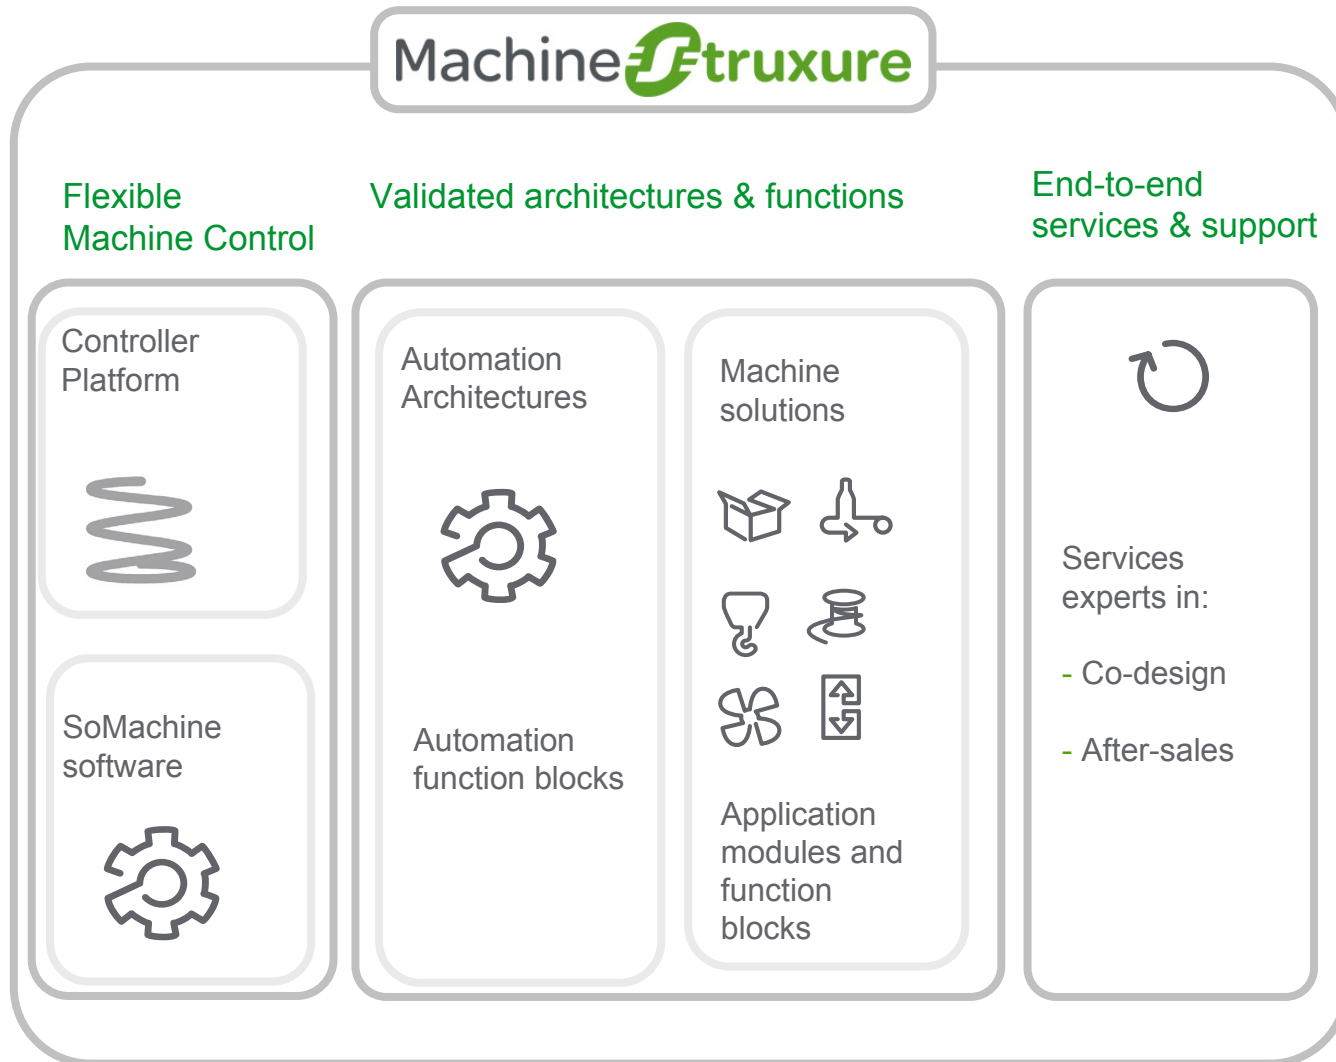 MachineStruxure
Flexible
Machine Control
Validated architectures & functions
End-to-end
services & support
Controller
Platform
SoMachine
software
Automation
Architectures
Automation
function blocks
Machine
solutions
Application
modules and
function
blocks
Services
experts in:
- Co-design
- After-sales